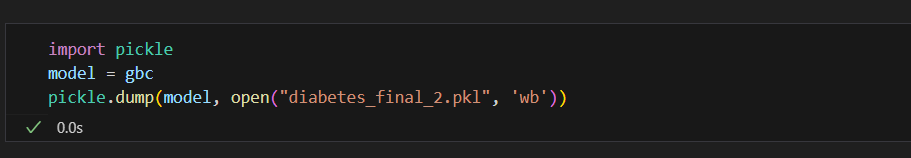 import pickle
model = gbc
pickle.dump(model, open("diabetes_final_2.pkl", 'wb'))
0.0s